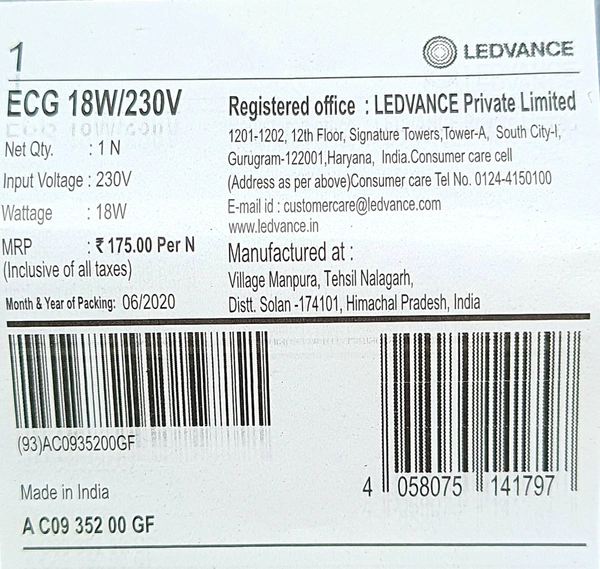 1
LEDVANCE
ECG 18W/230V
Net Qty. : 1 N
Input Voltage : 230V
Wattage : 18W
MRP : ₹ 175.00 Per N
(Inclusive of all taxes)
Month & Year of Packing: 06/2020
Registered office : LEDVANCE Private Limited
1201-1202, 12th Floor, Signature Towers,Tower-A, South City-I,
Gurugram-122001,Haryana, India.Consumer care cell
(Address as per above)Consumer care Tel No. 0124-4150100
E-mail id : customercare@ledvance.com
www.ledvance.in
Manufactured at :
Village Manpura, Tehsil Nalagarh,
Distt. Solan -174101, Himachal Pradesh, India
(93)AC0935200GF
Made in India
A C09 352 00 GF
4 058075 141797